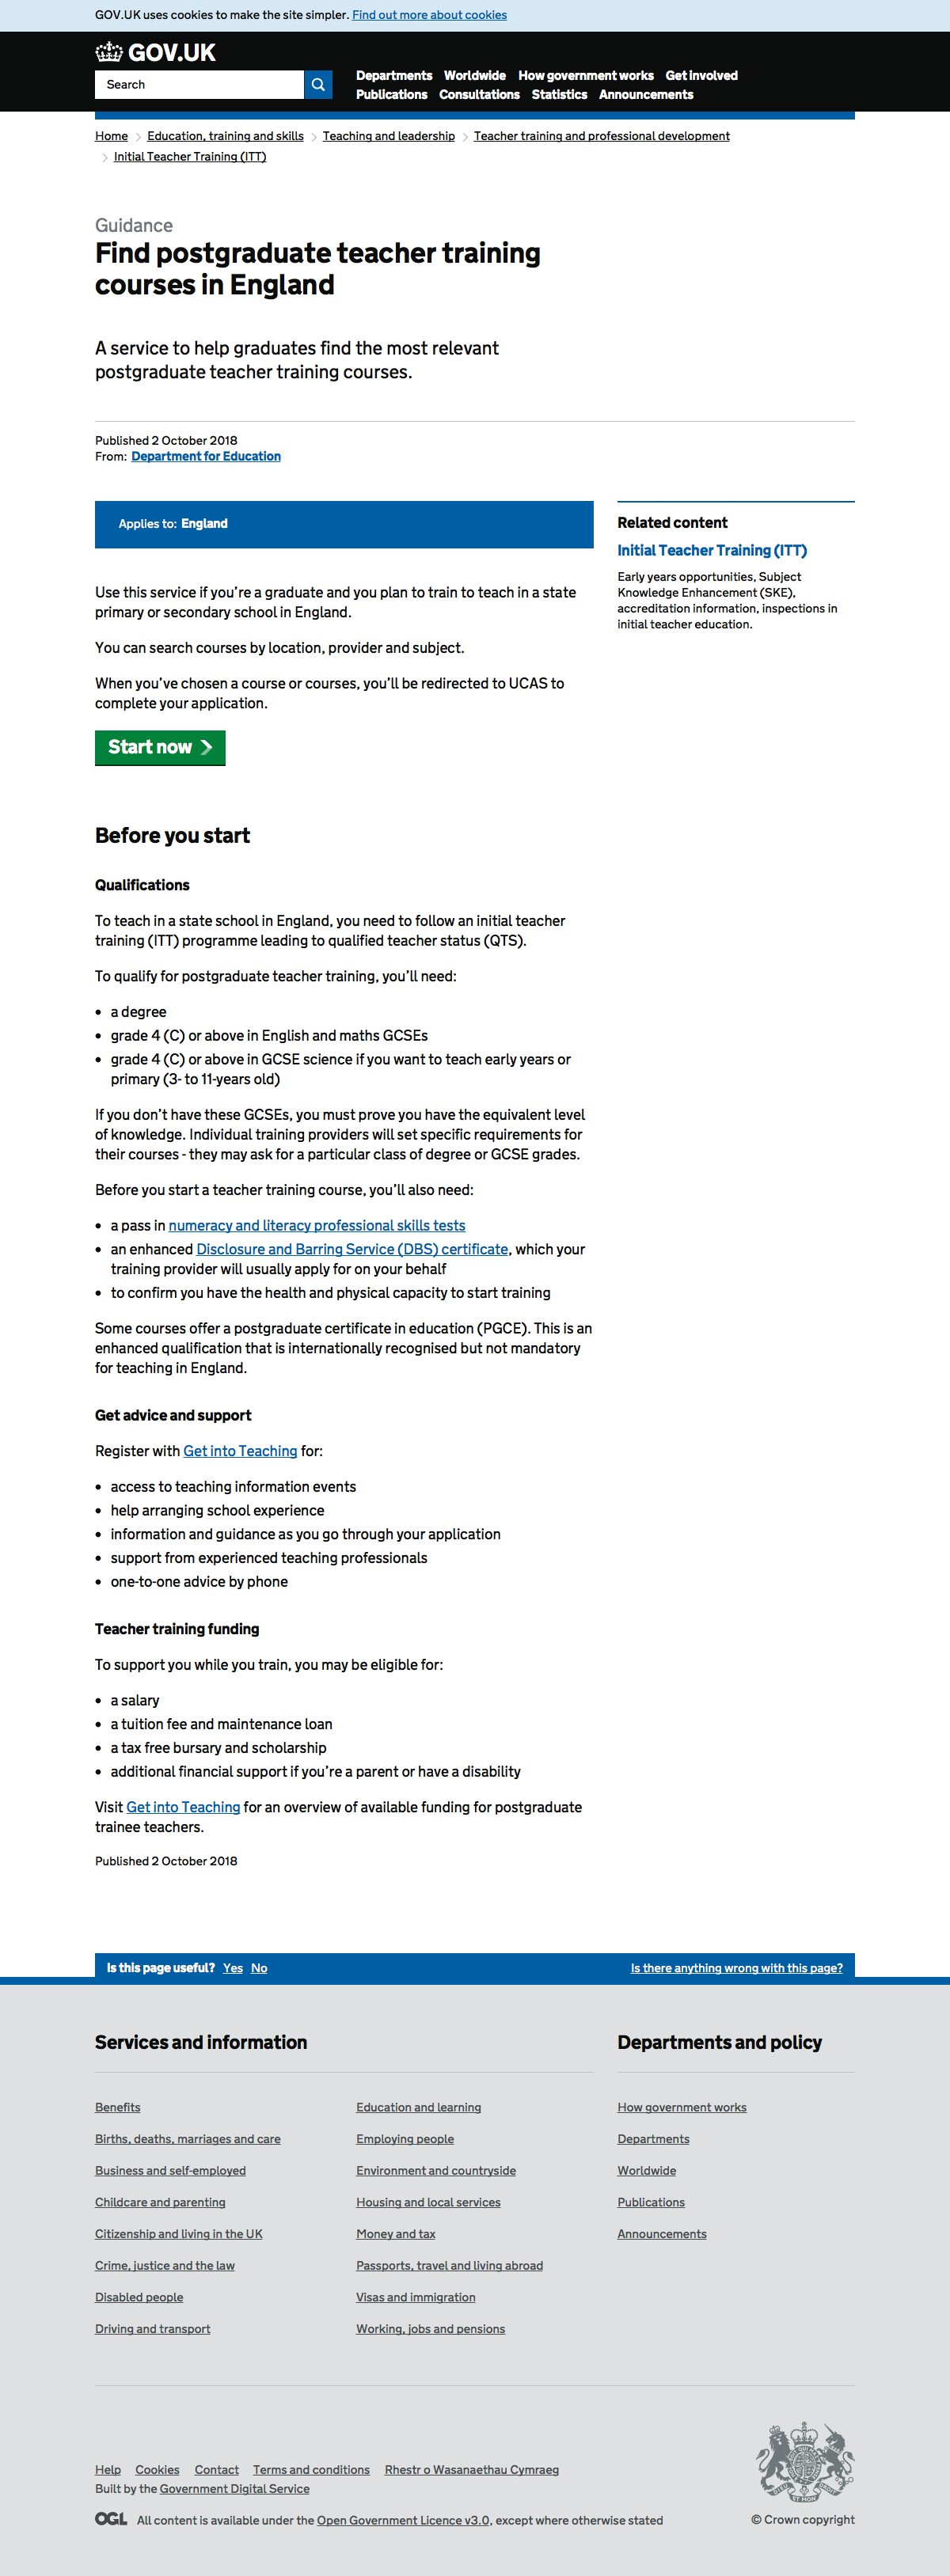 GOV.UK uses cookies to make the site simpler. Find out more about cookies
GOV.UK
Search
Departments Worldwide How government works Get involved
Publications Consultations Statistics Announcements
Home Education, training and skills Teaching and leadership Teacher training and professional development
Initial Teacher Training (ITT)
Guidance
Find postgraduate teacher training
courses in England
A service to help graduates find the most relevant
postgraduate teacher training courses.
Published 2 October 2018
From: Department for Education
Applies to: England
Use this service if you’re a graduate and you plan to train to teach in a state
primary or secondary school in England.
You can search courses by location, provider and subject.
When you’ve chosen a course or courses, you’ll be redirected to UCAS to
complete your application.
Start now
Related content
Initial Teacher Training (ITT)
Early years opportunities, Subject
Knowledge Enhancement (SKE),
accreditation information, inspections in
initial teacher education.
Before you start
Qualifications
To teach in a state school in England, you need to follow an initial teacher
training (ITT) programme leading to qualified teacher status (QTS).
To qualify for postgraduate teacher training, you’ll need:
• a degree
• grade 4 (C) or above in English and maths GCSEs
• grade 4 (C) or above in GCSE science if you want to teach early years or
primary (3- to 11-years old)
If you don’t have these GCSEs, you must prove you have the equivalent level
of knowledge. Individual training providers will set specific requirements for
their courses - they may ask for a particular class of degree or GCSE grades.
Before you start a teacher training course, you’ll also need:
• a pass in numeracy and literacy professional skills tests
• an enhanced Disclosure and Barring Service (DBS) certificate, which your
training provider will usually apply for on your behalf
• to confirm you have the health and physical capacity to start training
Some courses offer a postgraduate certificate in education (PGCE). This is an
enhanced qualification that is internationally recognised but not mandatory
for teaching in England.
Get advice and support
Register with Get into Teaching for:
• access to teaching information events
• help arranging school experience
• information and guidance as you go through your application
• support from experienced teaching professionals
• one-to-one advice by phone
Teacher training funding
To support you while you train, you may be eligible for:
• a salary
• a tuition fee and maintenance loan
• a tax free bursary and scholarship
• additional financial support if you’re a parent or have a disability
Visit Get into Teaching for an overview of available funding for postgraduate
trainee teachers.
Published 2 October 2018
Is this page useful? Yes No
Is there anything wrong with this page?
Services and information
Benefits
Births, deaths, marriages and care
Business and self-employed
Childcare and parenting
Citizenship and living in the UK
Crime, justice and the law
Disabled people
Driving and transport
Education and learning
Employing people
Environment and countryside
Housing and local services
Money and tax
Passports, travel and living abroad
Visas and immigration
Working, jobs and pensions
Departments and policy
How government works
Departments
Worldwide
Publications
Announcements
Help Cookies Contact Terms and conditions Rhestr o Wasanaethau Cymraeg
Built by the Government Digital Service
OGL All content is available under the Open Government Licence v3.0, except where otherwise stated
© Crown copyright